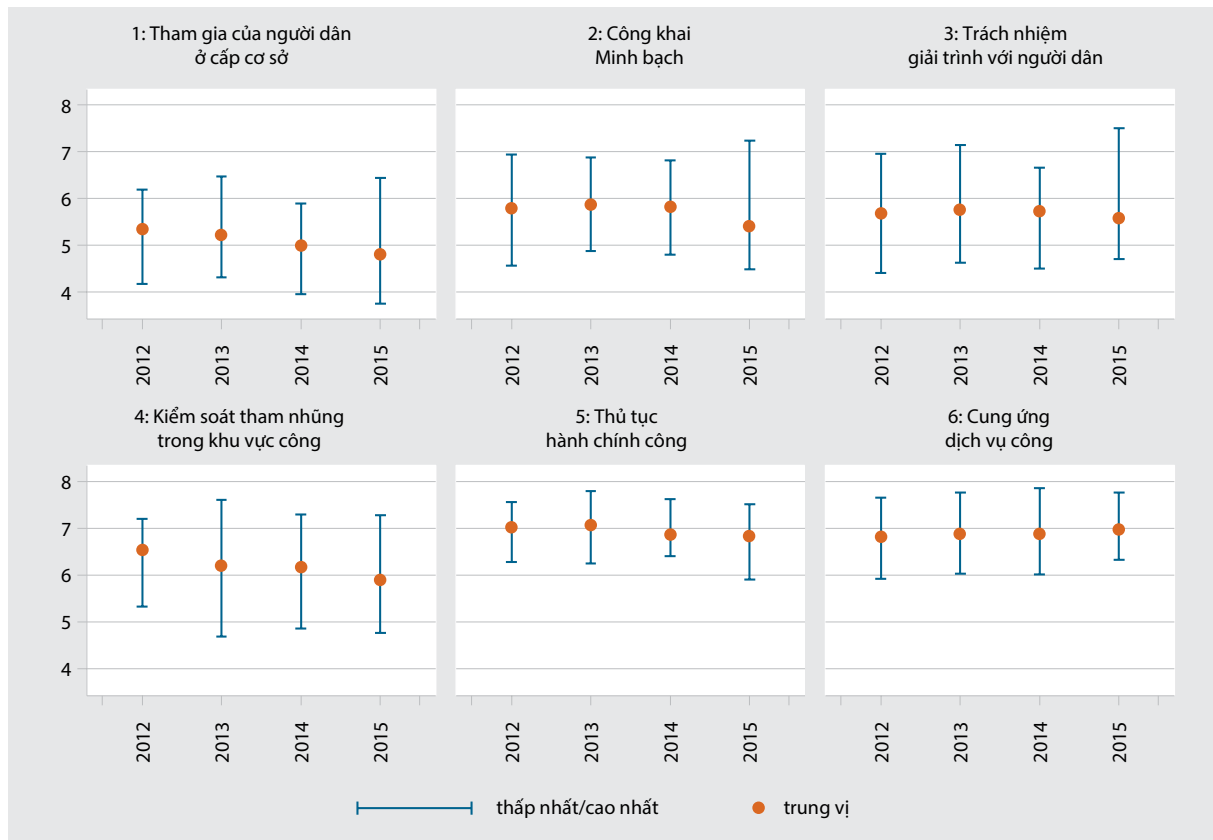 1: Tham gia của người dân
ở cấp cơ sở
2: Công khai
Minh bạch
3: Trách nhiệm
giải trình với người dân
8
7
6
5
4
2012
2013
2014
2015
2012
2013
2014
2015
2012
2013
2014
2015
4: Kiểm soát tham nhũng
trong khu vực công
5: Thủ tục
hành chính công
6: Cung ứng
dịch vụ công
8
7
6
5
4
2012
2013
2014
2015
2012
2013
2014
2015
2012
2013
2014
2015
thấp nhất/cao nhất
trung vị